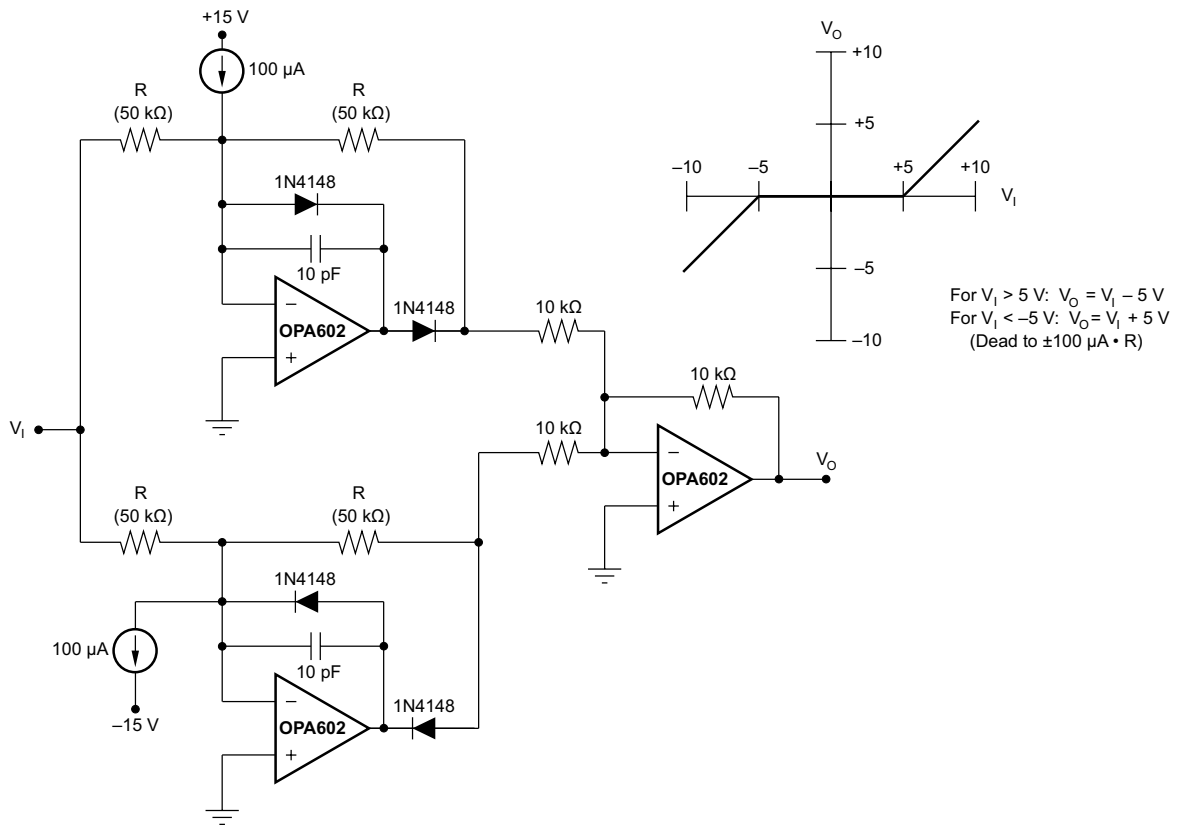 +15 V
100 µA
R
(50 kΩ)
R
(50 kΩ)
1N4148
10 pF
1N4148
−
OPA602
+
10 kΩ
V_O
+10
+5
–10
–5
+5
+10
V_I
–5
–10
For V_I > 5 V: V_O = V_I – 5 V
For V_I < –5 V: V_O = V_I + 5 V
(Dead to ±100 µA • R)
10 kΩ
10 kΩ
V_I
−
OPA602
+
V_O
R
(50 kΩ)
R
(50 kΩ)
1N4148
100 µA
10 pF
–15 V
1N4148
−
OPA602
+